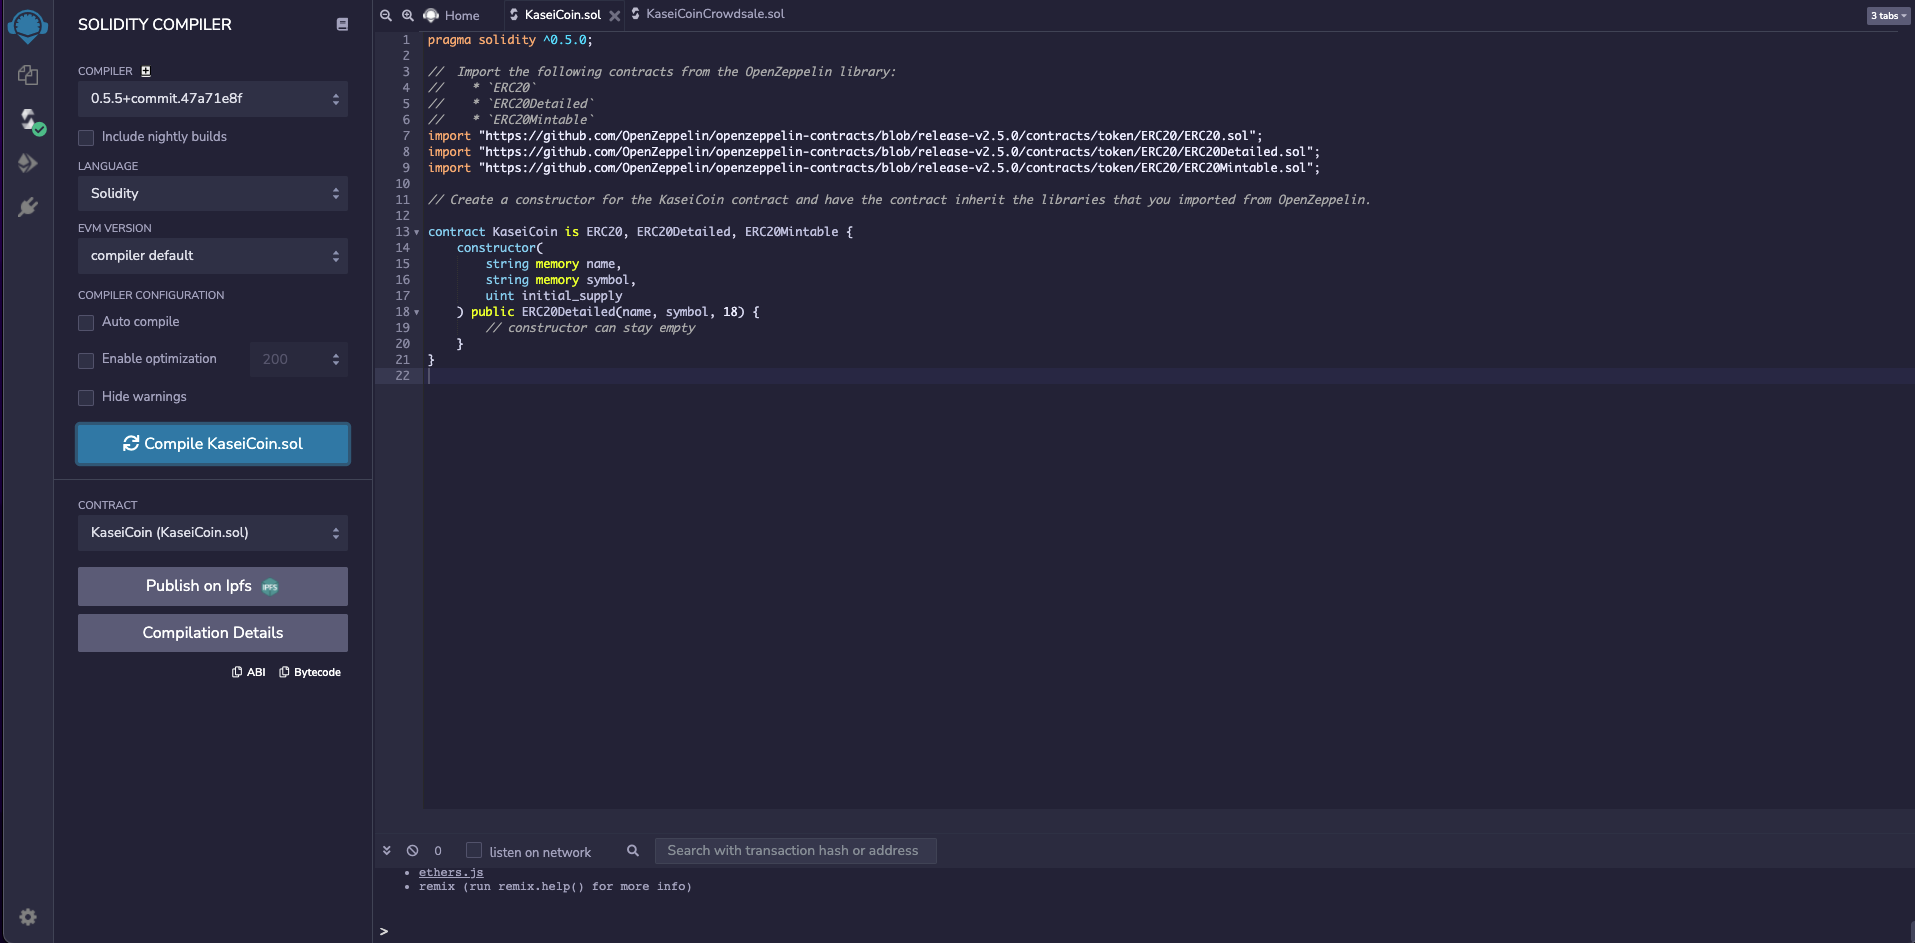 SOLIDITY COMPILER
COMPILER
0.5.5+commit.47a71e8f
Include nightly builds
LANGUAGE
Solidity
EVM VERSION
compiler default
COMPILER CONFIGURATION
Auto compile
Enable optimization 200
Hide warnings
Compile KaseiCoin.sol
CONTRACT
KaseiCoin (KaseiCoin.sol)
Publish on Ipfs IPFS
Compilation Details
ABI Bytecode
Home KaseiCoin.sol KaseiCoinCrowdsale.sol 3 tabs
1 pragma solidity ^0.5.0;
2
3 //  Import the following contracts from the OpenZeppelin library:
4 //    * `ERC20`
5 //    * `ERC20Detailed`
6 //    * `ERC20Mintable`
7 import "https://github.com/OpenZeppelin/openzeppelin-contracts/blob/release-v2.5.0/contracts/token/ERC20/ERC20.sol";
8 import "https://github.com/OpenZeppelin/openzeppelin-contracts/blob/release-v2.5.0/contracts/token/ERC20/ERC20Detailed.sol";
9 import "https://github.com/OpenZeppelin/openzeppelin-contracts/blob/release-v2.5.0/contracts/token/ERC20/ERC20Mintable.sol";
10
11 // Create a constructor for the KaseiCoin contract and have the contract inherit the libraries that you imported from OpenZeppelin.
12
13 contract KaseiCoin is ERC20, ERC20Detailed, ERC20Mintable {
14     constructor(
15         string memory name,
16         string memory symbol,
17         uint initial_supply
18     ) public ERC20Detailed(name, symbol, 18) {
19         // constructor can stay empty
20     }
21 }
22
0 listen on network Search with transaction hash or address
• ethers.js
• remix (run remix.help() for more info)
>